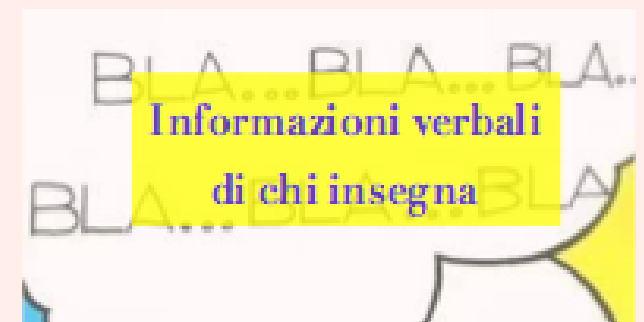 BLA... BLA... BLA...
Informazioni verbali
di chi insegna
BLA... BLA... BLA